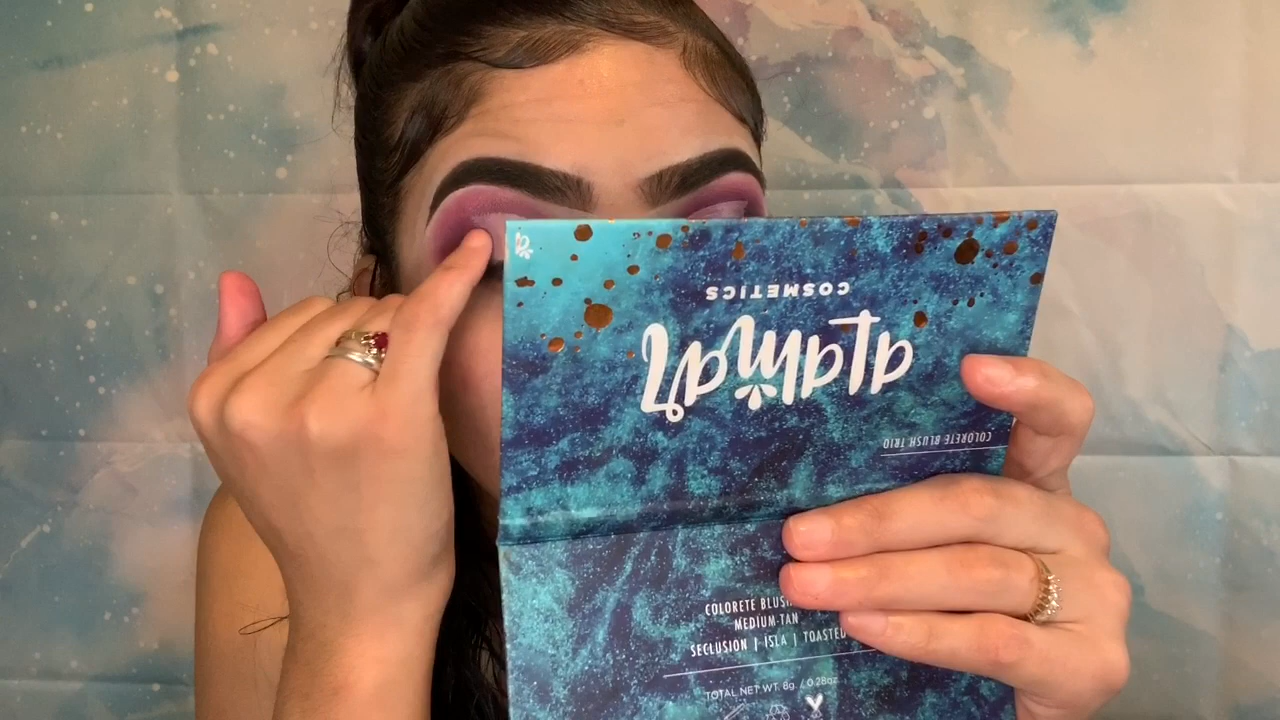 alamar
COSMETICS
COLORETE BLUSH TRIO
COLORETE BLUSH
MEDIUM-TAN
SECLUSION | ISLA | TOASTED
TOTAL NET WT. 8g. / 0.28oz.